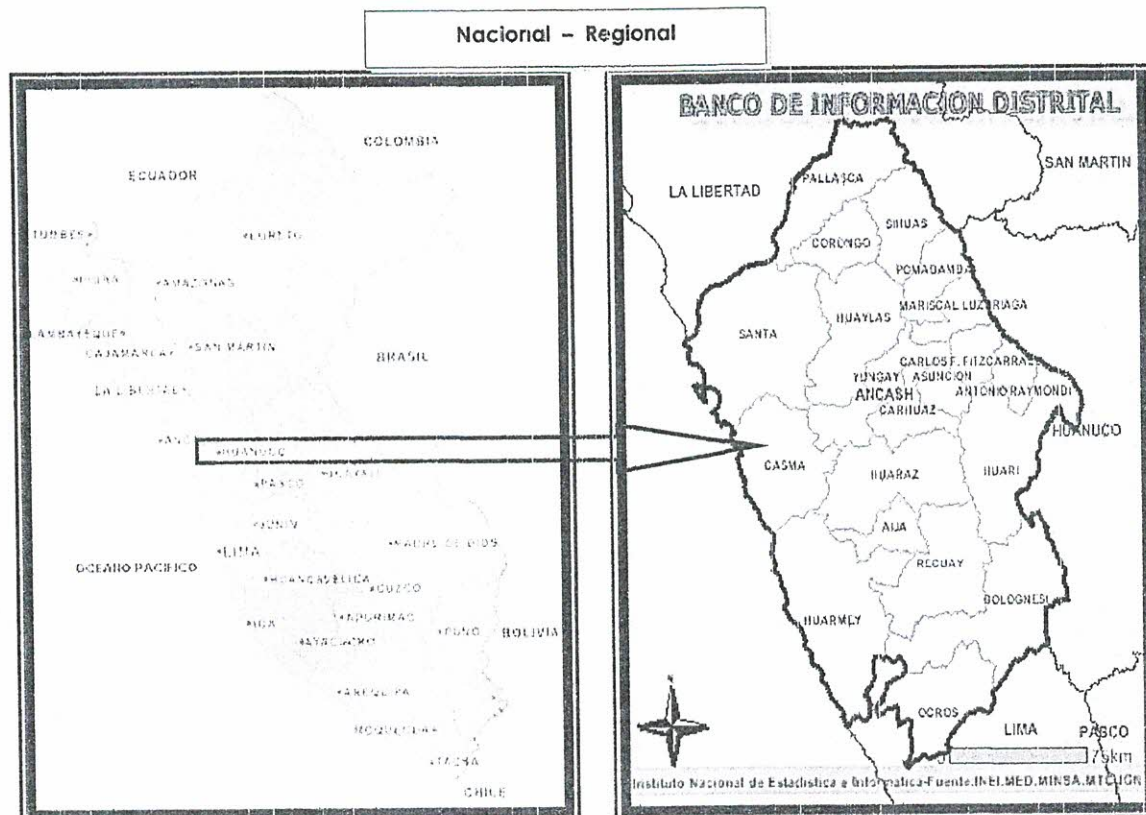 Nacional – Regional
COLOMBIA
ECUADOR
TUMBES
LORETO
PIURA
AMAZONAS
LAMBAYEQUE
CAJAMARCA
SAN MARTIN
BRASIL
LA LIBERTAD
ANC
HUANUCO
UCAYALI
PASCO
JUNIN
MADRE DE DIOS
LIMA
OCEANO PACIFICO
HUANCAVELICA
CUZCO
ICA
APURIMAC
AYACUCHO
PUNO
BOLIVIA
AREQUIPA
MOQUEGUA
TACNA
CHILE
BANCO DE INFORMACION DISTRITAL
SAN MARTIN
LA LIBERTAD
PALLASCA
SIHUAS
CORONGO
POMABAMBA
MARISCAL LUZURIAGA
HUAYLAS
SANTA
CARLOS F. FITZCARRAL
YUNGAY
ASUNCION
ANCASH
ANTONIO RAYMONDI
CARHUAZ
HUANUCO
CASMA
HUARAZ
HUARI
AIJA
RECUAY
BOLOGNESI
HUARMEY
N
OCROS
LIMA
PASCO
0 75km
Instituto Nacional de Estadistica e Informatica-Fuente.INEI.MED.MINSA.MTC.IGN